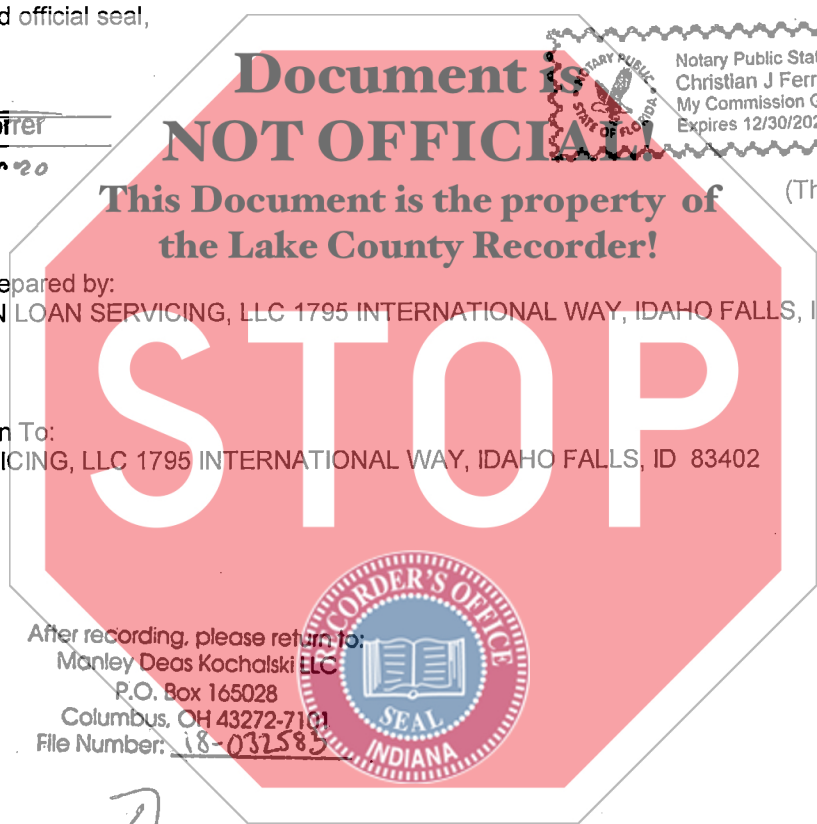 d official seal,
Document is
NOT OFFICIAL!
This Document is the property of
the Lake County Recorder!
NOTARY PUBLIC
STATE OF FLORIDA
Notary Public Stat
Christian J Ferr
My Commission G
Expires 12/30/202
rrer
20
(Th
epared by:
N LOAN SERVICING, LLC 1795 INTERNATIONAL WAY, IDAHO FALLS, I
STOP
n To:
ICING, LLC 1795 INTERNATIONAL WAY, IDAHO FALLS, ID 83402
After recording, please return to:
Manley Deas Kochalski LLC
P.O. Box 165028
Columbus, OH 43272-7101
File Number: 18-032583
RECORDER'S OFFICE
SEAL
INDIANA